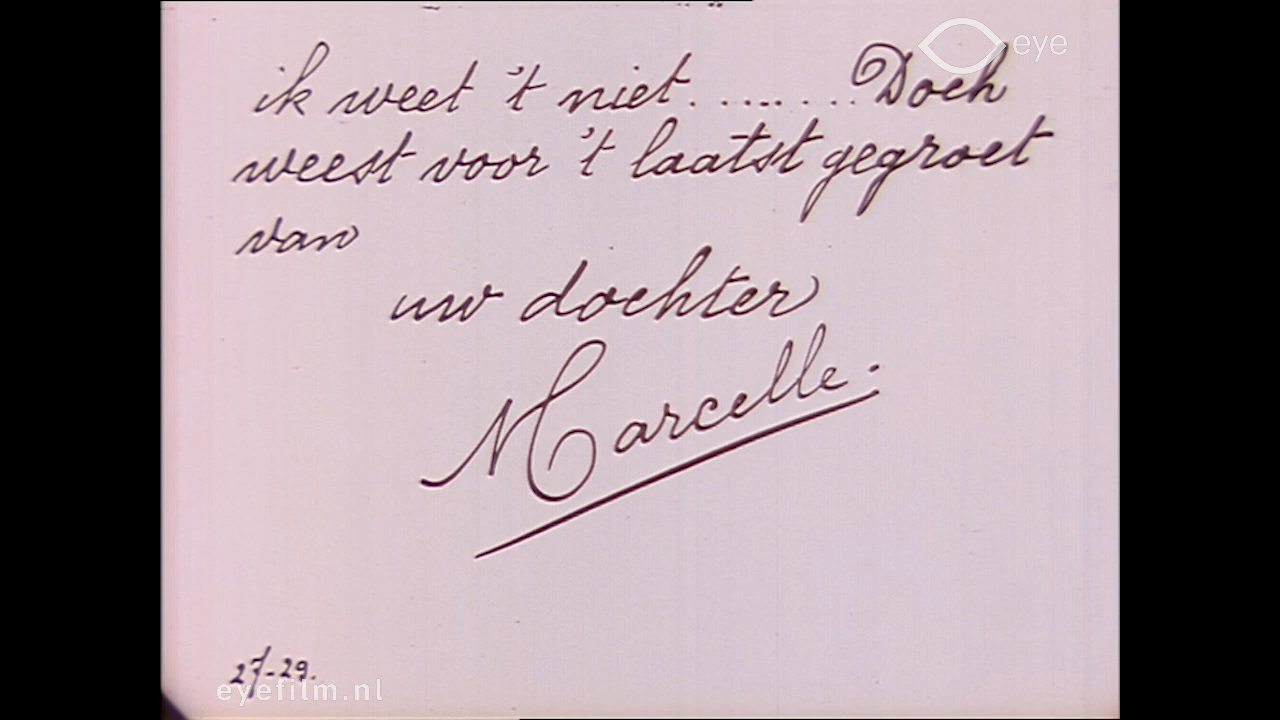 eye
ik weet 't niet. ....... Doch
weest voor 't laatst gegroet
van
uw dochter
Marcelle.
27-29.
eyefilm.nl